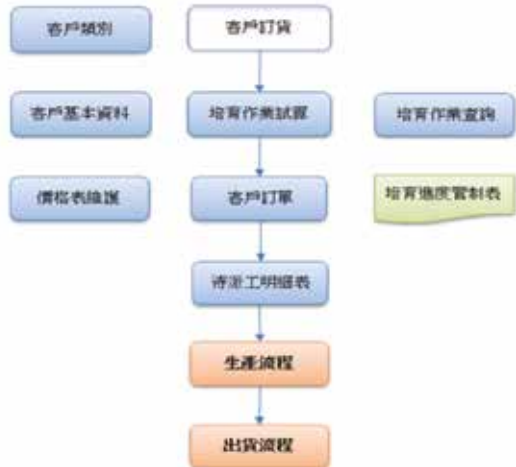 客戶類別
客戶訂貨
客戶基本資料
培育作業試算
培育作業查詢
價格表維護
客戶訂單
培育進度管制表
待派工明細表
生產流程
出貨流程